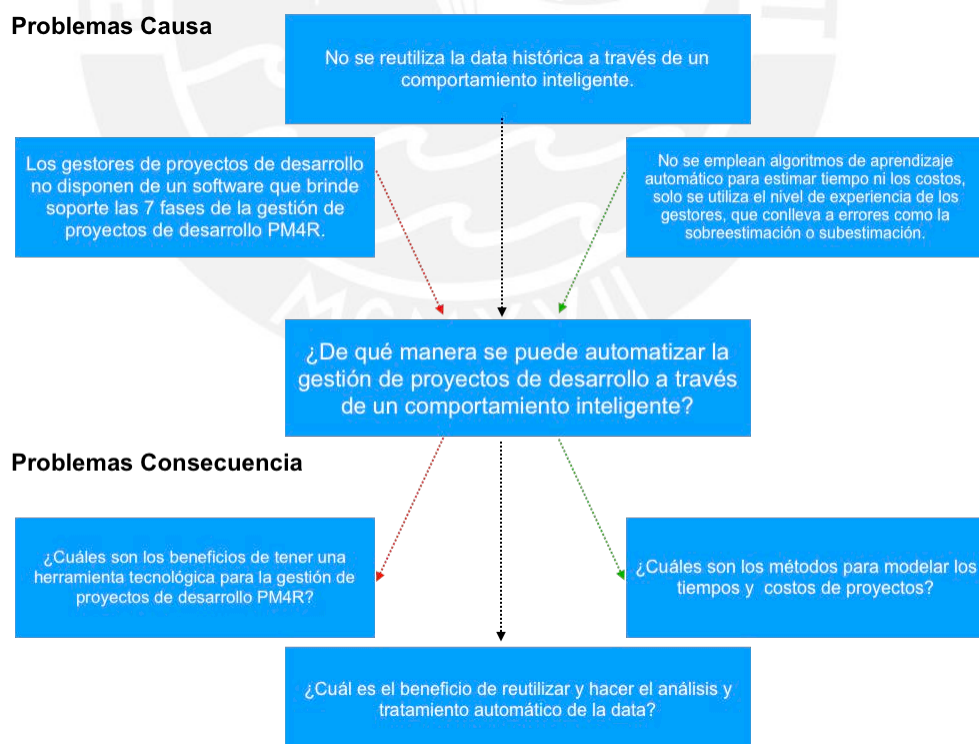 Problemas Causa
No se reutiliza la data histórica a través de un
comportamiento inteligente.
Los gestores de proyectos de desarrollo
no disponen de un software que brinde
soporte las 7 fases de la gestión de
proyectos de desarrollo PM4R.
No se emplean algoritmos de aprendizaje
automático para estimar tiempo ni los costos,
solo se utiliza el nivel de experiencia de los
gestores, que conlleva a errores como la
sobreestimación o subestimación.
MCMXVII
¿De qué manera se puede automatizar la
gestión de proyectos de desarrollo a través
de un comportamiento inteligente?
Problemas Consecuencia
¿Cuáles son los beneficios de tener una
herramienta tecnológica para la gestión de
proyectos de desarrollo PM4R?
¿Cuáles son los métodos para modelar los
tiempos y  costos de proyectos?
¿Cuál es el beneficio de reutilizar y hacer el análisis y
tratamiento automático de la data?